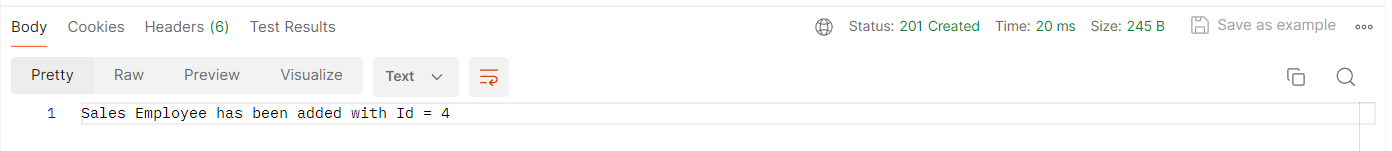 Body Cookies Headers (6) Test Results Status: 201 Created Time: 20 ms Size: 245 B Save as example
Pretty Raw Preview Visualize Text
1 Sales Employee has been added with Id = 4